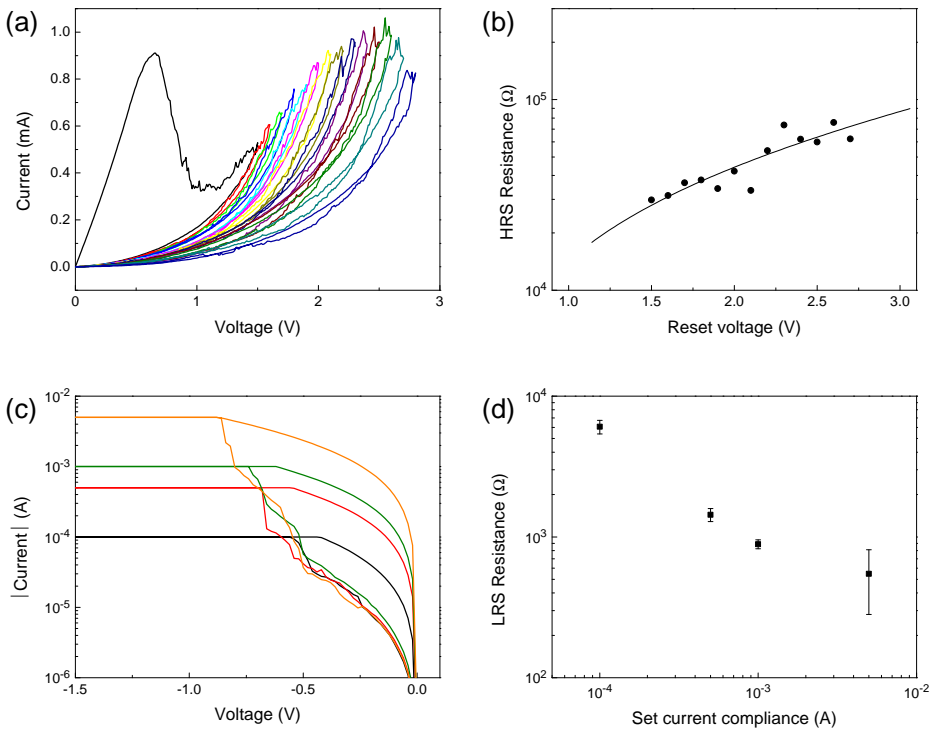 (a)
1.0
0.8
0.6
0.4
0.2
0.0
Current (mA)
0
1
2
3
Voltage (V)
(b)
10^5
10^4
HRS Resistance (Ω)
1.0
1.5
2.0
2.5
3.0
Reset voltage (V)
(c)
10^-2
10^-3
10^-4
10^-5
10^-6
|Current| (A)
-1.5
-1.0
-0.5
0.0
Voltage (V)
(d)
10^4
10^3
10^2
LRS Resistance (Ω)
10^-4
10^-3
10^-2
Set current compliance (A)